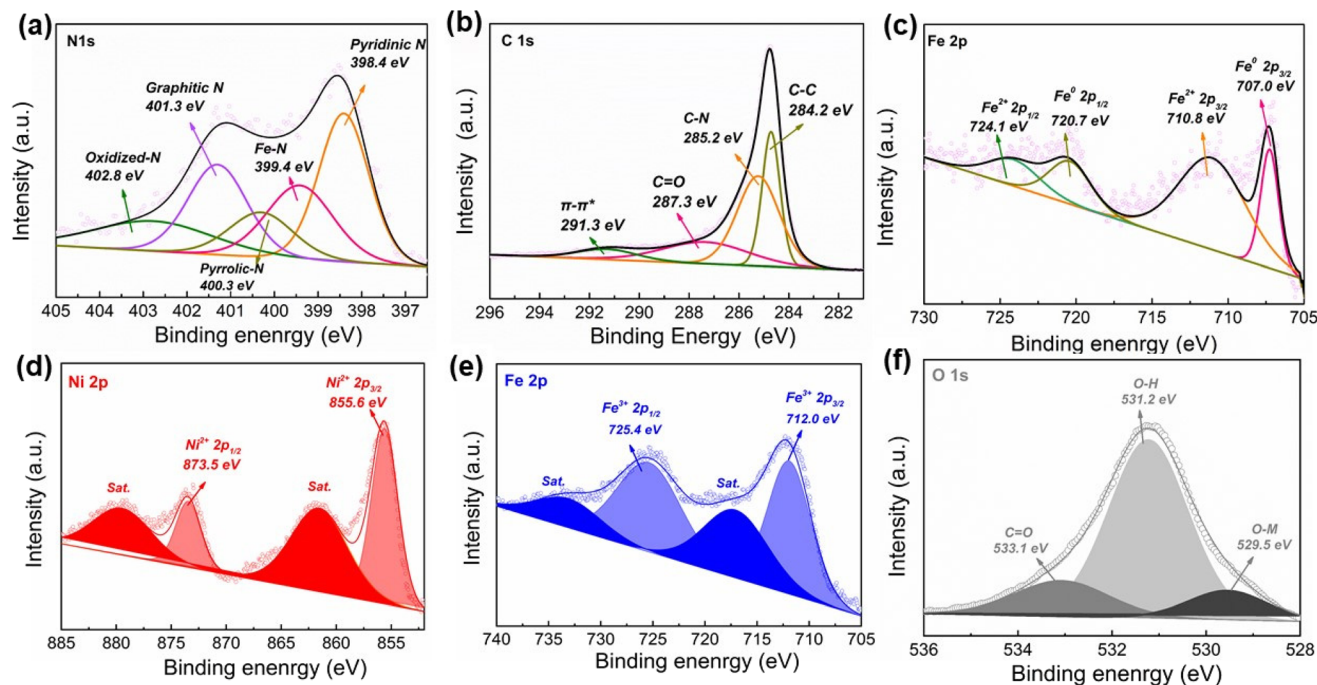 (a)
N1s
Pyridinic N
398.4 eV
Graphitic N
401.3 eV
Fe-N
399.4 eV
Oxidized-N
402.8 eV
Pyrrolic-N
400.3 eV
Intensity (a.u.)
405 404 403 402 401 400 399 398 397
Binding enenrgy (eV)
(b)
C 1s
C-C
284.2 eV
C-N
285.2 eV
C=O
287.3 eV
π-π*
291.3 eV
Intensity (a.u.)
296 294 292 290 288 286 284 282
Binding Energy (eV)
(c)
Fe 2p
Fe⁰ 2p3/2
707.0 eV
Fe²⁺ 2p1/2
724.1 eV
Fe⁰ 2p1/2
720.7 eV
Fe²⁺ 2p3/2
710.8 eV
Intensity (a.u.)
730 725 720 715 710 705
Binding enenrgy (eV)
(d)
Ni 2p
Ni²⁺ 2p3/2
855.6 eV
Ni²⁺ 2p1/2
873.5 eV
Sat.
Sat.
Intensity (a.u.)
885 880 875 870 865 860 855
Binding enenrgy (eV)
(e)
Fe 2p
Fe³⁺ 2p1/2
725.4 eV
Fe³⁺ 2p3/2
712.0 eV
Sat.
Sat.
Intensity (a.u.)
740 735 730 725 720 715 710 705
Binding enenrgy (eV)
(f)
O 1s
O-H
531.2 eV
C=O
533.1 eV
O-M
529.5 eV
Intensity (a.u.)
536 534 532 530 528
Binding enenrgy (eV)